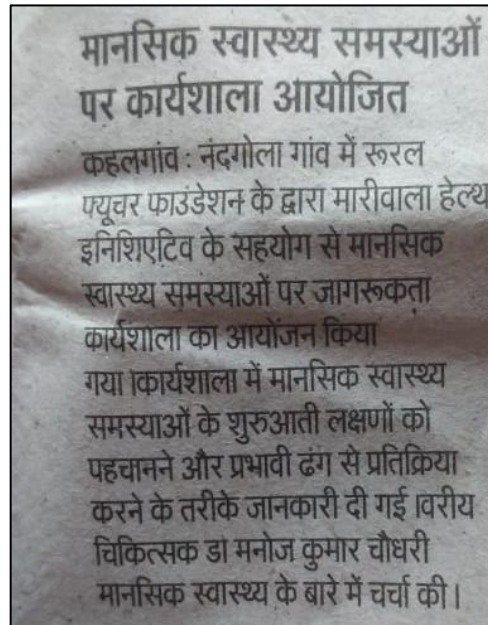 मानसिक स्वास्थ्य समस्याओं
पर कार्यशाला आयोजित
कहलगांव : नंदगोला गांव में रूरल
फ्यूचर फाउंडेशन के द्वारा मारीवाला हेल्थ
इनिशिएटिव के सहयोग से मानसिक
स्वास्थ्य समस्याओं पर जागरूकता
कार्यशाला का आयोजन किया
गया।कार्यशाला में मानसिक स्वास्थ्य
समस्याओं के शुरुआती लक्षणों को
पहचानने और प्रभावी ढंग से प्रतिक्रिया
करने के तरीके जानकारी दी गई।वरीय
चिकित्सक डा मनोज कुमार चौधरी
मानसिक स्वास्थ्य के बारे में चर्चा की।